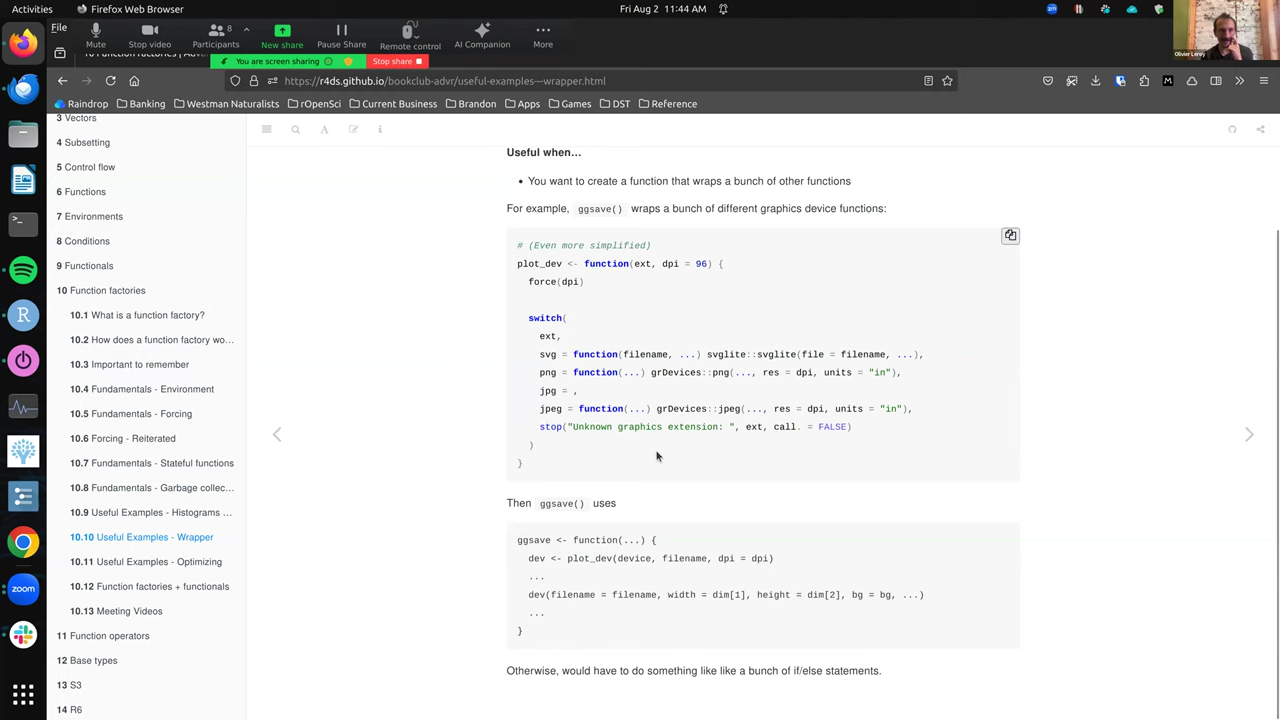 Activities
Firefox Web Browser
Fri Aug 2 11:44 AM
File
Mute
Stop video
8
Participants
New share
Pause Share
Remote control
AI Companion
More
Olivier Leroy
You are screen sharing
Stop share
https://r4ds.github.io/bookclub-advr/useful-examples—wrapper.html
Raindrop
Banking
Westman Naturalists
rOpenSci
Current Business
Brandon
Apps
Games
DST
Reference
3 Vectors
4 Subsetting
5 Control flow
6 Functions
7 Environments
8 Conditions
9 Functionals
10 Function factories
10.1 What is a function factory?
10.2 How does a function factory wo…
10.3 Important to remember
10.4 Fundamentals - Environment
10.5 Fundamentals - Forcing
10.6 Forcing - Reiterated
10.7 Fundamentals - Stateful functions
10.8 Fundamentals - Garbage collec…
10.9 Useful Examples - Histograms …
10.10 Useful Examples - Wrapper
10.11 Useful Examples - Optimizing
10.12 Function factories + functionals
10.13 Meeting Videos
11 Function operators
12 Base types
13 S3
14 R6
Useful when…
• You want to create a function that wraps a bunch of other functions
For example, ggsave() wraps a bunch of different graphics device functions:
# (Even more simplified)
plot_dev <- function(ext, dpi = 96) {
force(dpi)
switch(
ext,
svg = function(filename, ...) svglite::svglite(file = filename, ...),
png = function(...) grDevices::png(..., res = dpi, units = "in"),
jpg = ,
jpeg = function(...) grDevices::jpeg(..., res = dpi, units = "in"),
stop("Unknown graphics extension: ", ext, call. = FALSE)
)
}
Then ggsave() uses
ggsave <- function(...) {
dev <- plot_dev(device, filename, dpi = dpi)
...
dev(filename = filename, width = dim[1], height = dim[2], bg = bg, ...)
...
}
Otherwise, would have to do something like like a bunch of if/else statements.